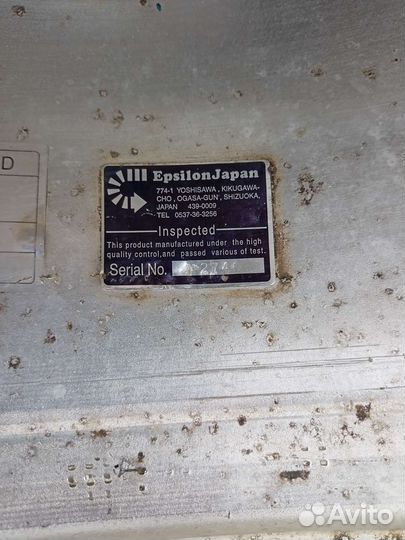 D
EpsilonJapan
774-1 YOSHISAWA, KIKUGAWA-
CHO, OGASA-GUN, SHIZUOKA,
JAPAN 439-0009
TEL 0537-36-3256
Inspected
This product manufactured under the high
quality control,and passed various of test.
Serial No.
Avito